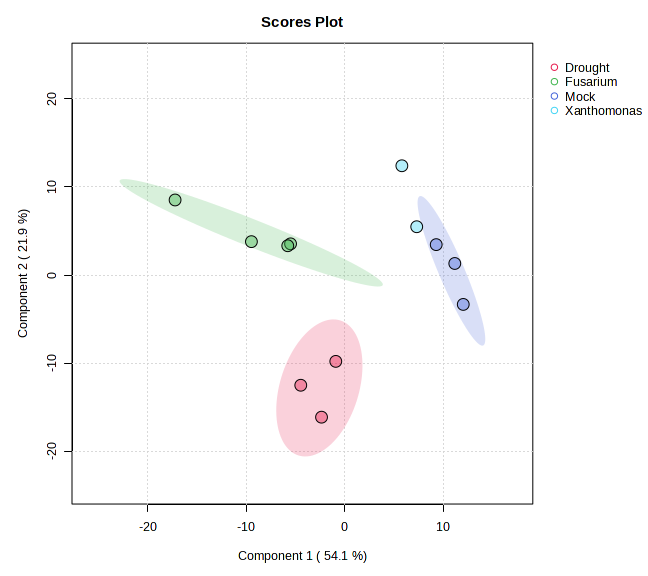 Scores Plot
Drought
Fusarium
Mock
Xanthomonas
20
10
0
-10
-20
Component 2 ( 21.9 %)
-20
-10
0
10
Component 1 ( 54.1 %)